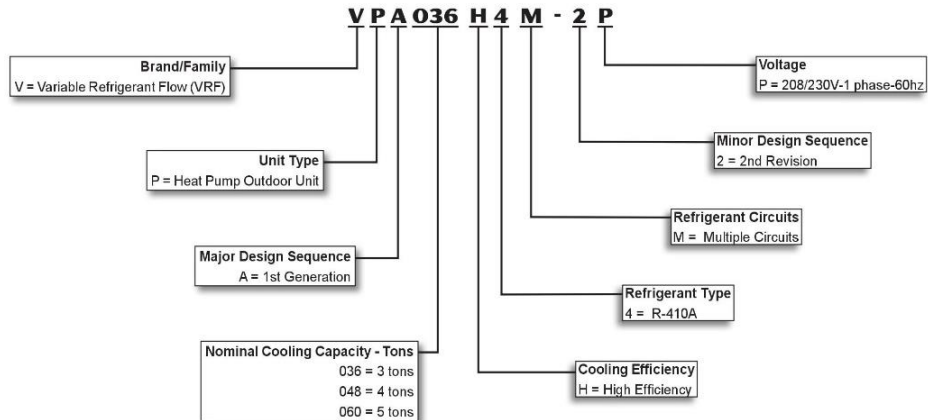 V P A 036 H 4 M - 2 P
Brand/Family
V = Variable Refrigerant Flow (VRF)
Voltage
P = 208/230V-1 phase-60hz
Minor Design Sequence
2 = 2nd Revision
Unit Type
P = Heat Pump Outdoor Unit
Refrigerant Circuits
M = Multiple Circuits
Major Design Sequence
A = 1st Generation
Refrigerant Type
4 = R-410A
Nominal Cooling Capacity - Tons
036 = 3 tons
048 = 4 tons
060 = 5 tons
Cooling Efficiency
H = High Efficiency